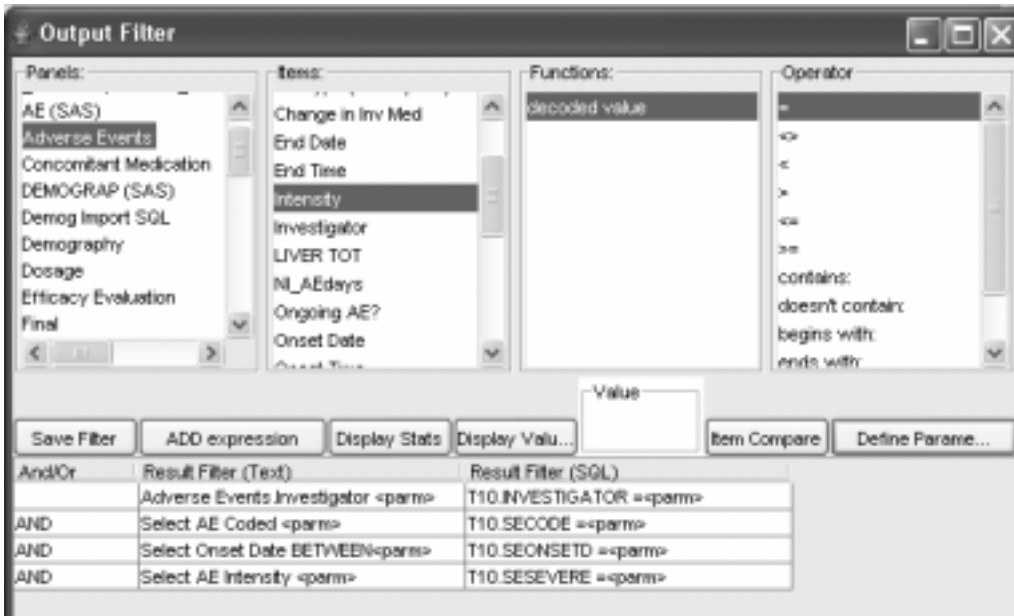 Output Filter
Panels:
AE (SAS)
Adverse Events
Concomitant Medication
DEMOGRAP (SAS)
Demog Import SQL
Demography
Dosage
Efficacy Evaluation
Final
Items:
Change in Inv Med
End Date
End Time
Intensity
Investigator
LIVER TOT
NI_AEdays
Ongoing AE?
Onset Date
Onset Time
Functions:
decoded value
Operator
=
<>
<
>
<=
>=
contains:
doesn't contain:
begins with:
ends with:
Value
Save Filter ADD expression Display Stats Display Valu... Item Compare Define Parame...
And/Or Result Filter (Text) Result Filter (SQL)
Adverse Events.Investigator <parm> T10.INVESTIGATOR =<parm>
AND Select AE Coded <parm> T10.SECODE =<parm>
AND Select Onset Date BETWEEN<parm> T10.SEONSETD =<parm>
AND Select AE Intensity <parm> T10.SESEVERE =<parm>